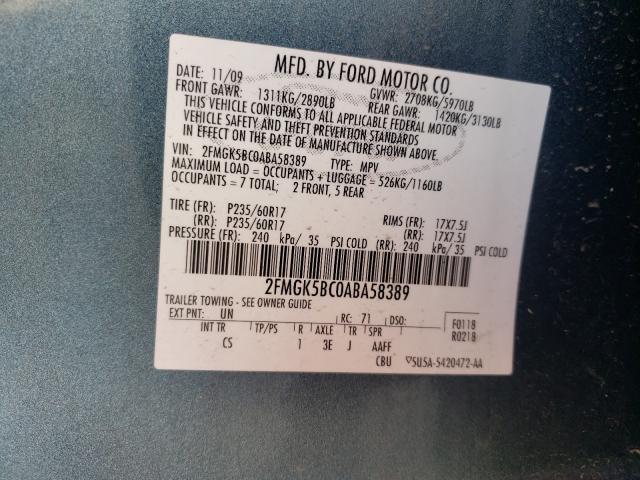 MFD. BY FORD MOTOR CO.
DATE: 11/09 GVWR: 2708KG/5970LB
FRONT GAWR: 1311KG/2890LB REAR GAWR: 1420KG/3130LB
THIS VEHICLE CONFORMS TO ALL APPLICABLE FEDERAL MOTOR
VEHICLE SAFETY AND THEFT PREVENTION STANDARDS
IN EFFECT ON THE DATE OF MANUFACTURE SHOWN ABOVE
VIN: 2FMGK5BC0ABA58389 TYPE: MPV
MAXIMUM LOAD = OCCUPANTS + LUGGAGE = 526KG/1160LB
OCCUPANTS = 7 TOTAL; 2 FRONT, 5 REAR
TIRE (FR): P235/60R17 RIMS (FR): 17X7.5J
(RR): P235/60R17 (RR): 17X7.5J
PRESSURE (FR): 240 kPa/ 35 PSI COLD (RR): 240 kPa/ 35 PSI COLD
2FMGK5BC0ABA58389
TRAILER TOWING - SEE OWNER GUIDE
EXT PNT: UN RC: 71 DSO: F0118
INT TR TP/PS R AXLE TR SPR R0218
CS 1 3E J AAFF
CBU ▽5U5A-5420472-AA